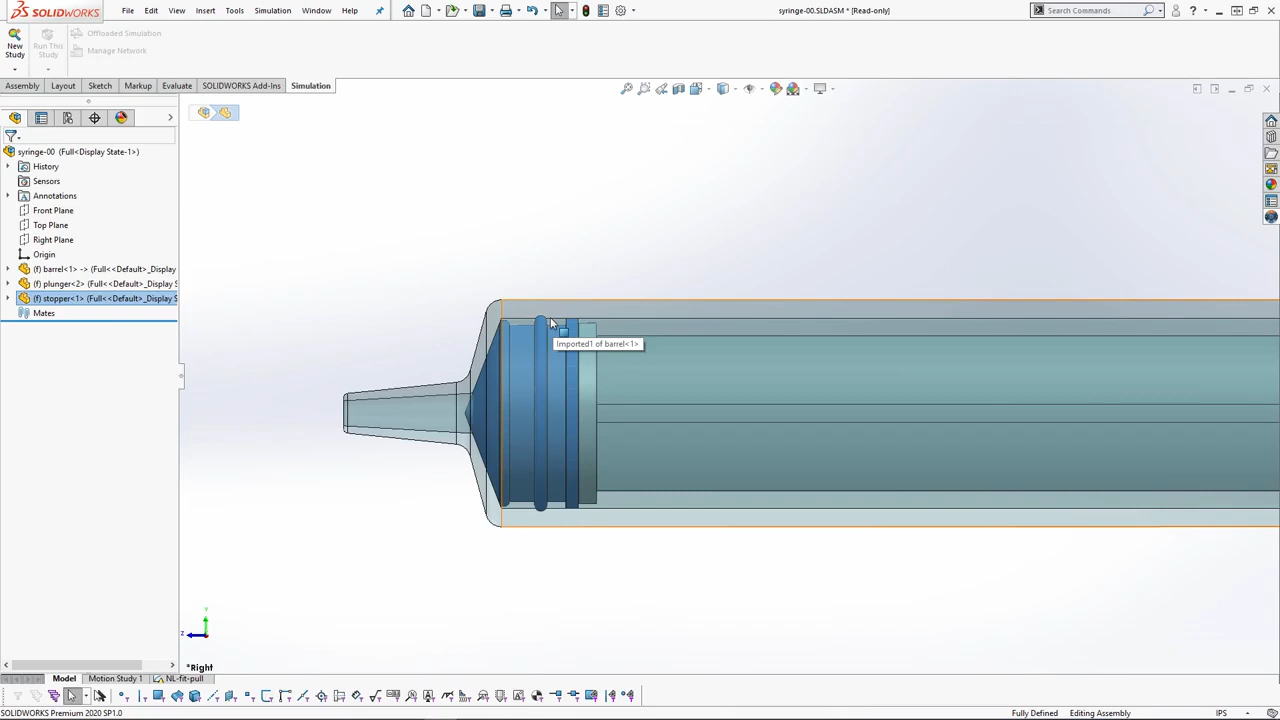 SOLIDWORKS
File Edit View Insert Tools Simulation Window Help
syringe-00.SLDASM * [Read-only]
Search Commands
New Study
Run This Study
Offloaded Simulation
Manage Network
Assembly Layout Sketch Markup Evaluate SOLIDWORKS Add-Ins Simulation
syringe-00 (Full<Display State-1>)
History
Sensors
Annotations
Front Plane
Top Plane
Right Plane
Origin
(f) barrel<1> -> (Full<<Default>_Display
(f) plunger<2> (Full<<Default>_Display
(f) stopper<1> (Full<<Default>_Display S
Mates
Imported1 of barrel<1>
Y
Z
*Right
Model Motion Study 1 NL-fit-pull
SOLIDWORKS Premium 2020 SP1.0
Fully Defined Editing Assembly IPS